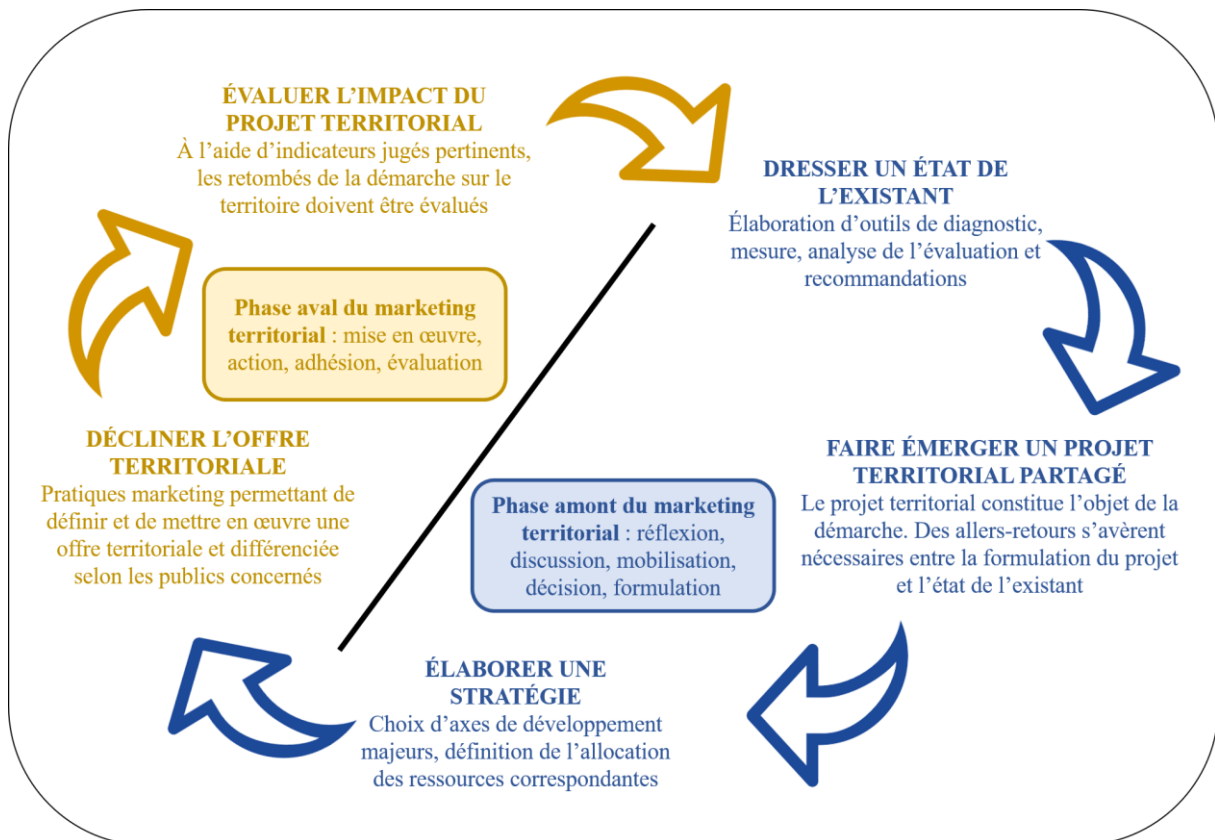 ÉVALUER L’IMPACT DU
PROJET TERRITORIAL
À l’aide d’indicateurs jugés pertinents,
les retombés de la démarche sur le
territoire doivent être évalués
DRESSER UN ÉTAT DE
L’EXISTANT
Élaboration d’outils de diagnostic,
mesure, analyse de l’évaluation et
recommandations
Phase aval du marketing
territorial : mise en œuvre,
action, adhésion, évaluation
DÉCLINER L’OFFRE
TERRITORIALE
Pratiques marketing permettant de
définir et de mettre en œuvre une
offre territoriale et différenciée
selon les publics concernés
FAIRE ÉMERGER UN PROJET
TERRITORIAL PARTAGÉ
Le projet territorial constitue l’objet de la
démarche. Des allers-retours s’avèrent
nécessaires entre la formulation du projet
et l’état de l’existant
Phase amont du marketing
territorial : réflexion,
discussion, mobilisation,
décision, formulation
ÉLABORER UNE
STRATÉGIE
Choix d’axes de développement
majeurs, définition de l’allocation
des ressources correspondantes